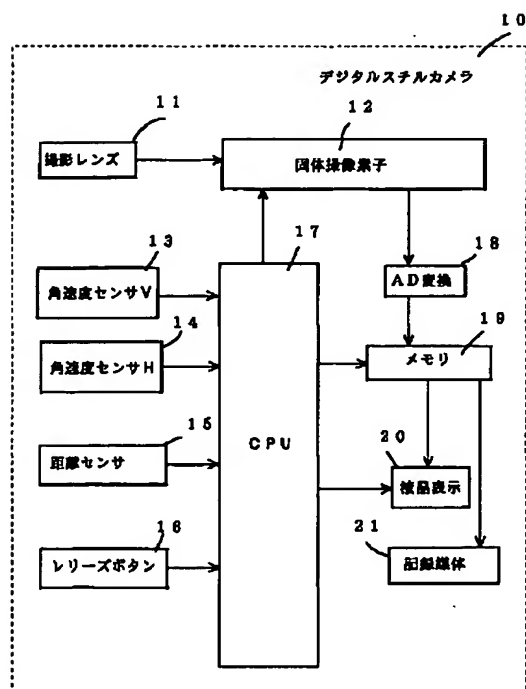 10
デジタルスチルカメラ
11
撮影レンズ
12
固体撮像素子
13
角速度センサV
14
角速度センサH
15
距離センサ
16
レリーズボタン
17
CPU
18
AD変換
19
メモリ
20
液晶表示
21
記録媒体